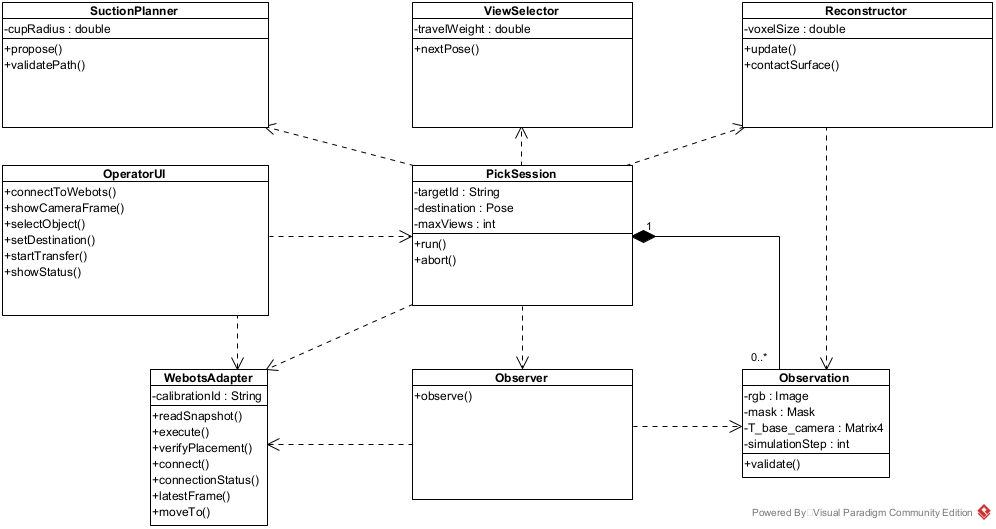 SuctionPlanner
-cupRadius : double
+propose()
+validatePath()
ViewSelector
-travelWeight : double
+nextPose()
Reconstructor
-voxelSize : double
+update()
+contactSurface()
OperatorUI
+connectToWebots()
+showCameraFrame()
+selectObject()
+setDestination()
+startTransfer()
+showStatus()
PickSession
-targetId : String
-destination : Pose
-maxViews : int
+run()
+abort()
1
0..*
WebotsAdapter
-calibrationId : String
+readSnapshot()
+execute()
+verifyPlacement()
+connect()
+connectionStatus()
+latestFrame()
+moveTo()
Observer
+observe()
Observation
-rgb : Image
-mask : Mask
-T_base_camera : Matrix4
-simulationStep : int
+validate()
Powered By Visual Paradigm Community Edition